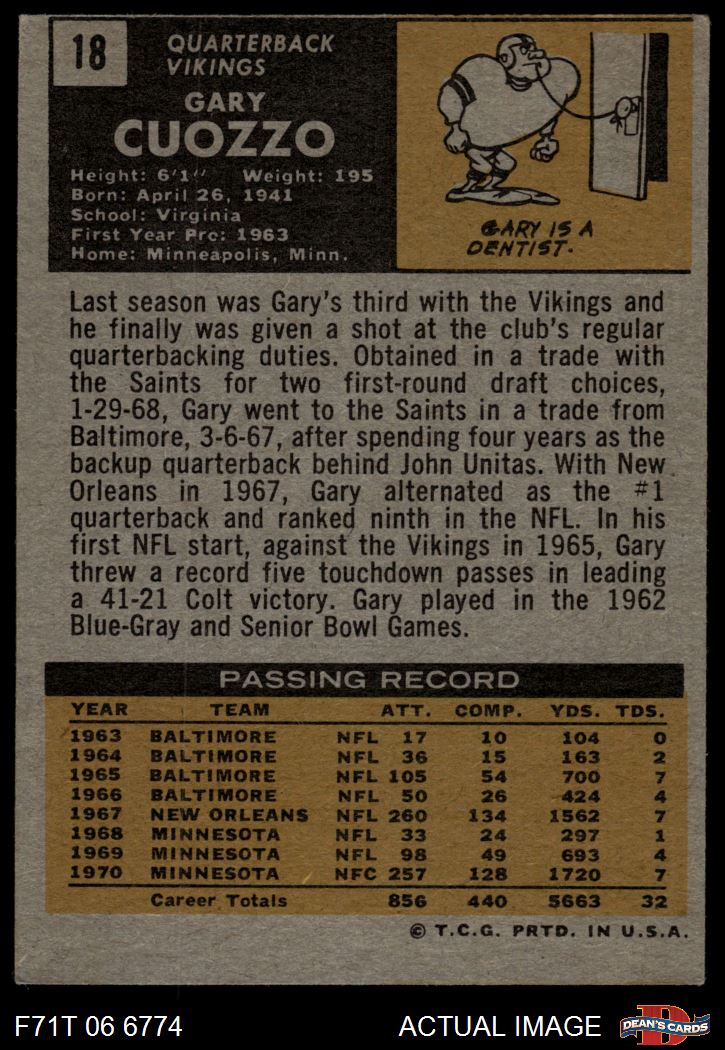 18
QUARTERBACK
VIKINGS
GARY
CUOZZO
Height: 6'1" Weight: 195
Born: April 26, 1941
School: Virginia
First Year Pro: 1963
Home: Minneapolis, Minn.
GARY IS A
DENTIST.
Last season was Gary's third with the Vikings and
he finally was given a shot at the club's regular
quarterbacking duties. Obtained in a trade with
the Saints for two first-round draft choices,
1-29-68, Gary went to the Saints in a trade from
Baltimore, 3-6-67, after spending four years as the
backup quarterback behind John Unitas. With New
Orleans in 1967, Gary alternated as the #1
quarterback and ranked ninth in the NFL. In his
first NFL start, against the Vikings in 1965, Gary
threw a record five touchdown passes in leading
a 41-21 Colt victory. Gary played in the 1962
Blue-Gray and Senior Bowl Games.
PASSING RECORD
YEAR TEAM ATT. COMP. YDS. TDS.
1963 BALTIMORE NFL 17 10 104 0
1964 BALTIMORE NFL 36 15 163 2
1965 BALTIMORE NFL 105 54 700 7
1966 BALTIMORE NFL 50 26 424 4
1967 NEW ORLEANS NFL 260 134 1562 7
1968 MINNESOTA NFL 33 24 297 1
1969 MINNESOTA NFL 98 49 693 4
1970 MINNESOTA NFC 257 128 1720 7
Career Totals 856 440 5663 32
© T.C.G. PRTD. IN U.S.A.
F71T 06 6774 ACTUAL IMAGE D DEAN'S CARDS